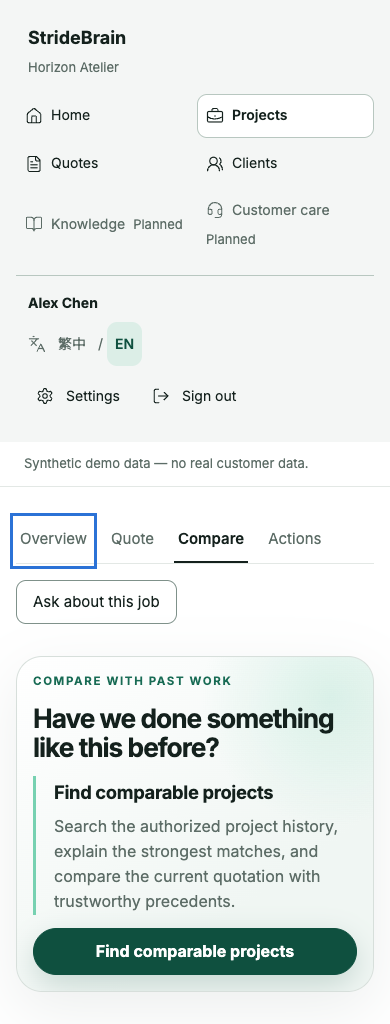 StrideBrain
Horizon Atelier
Home
Projects
Quotes
Clients
Knowledge Planned
Customer care
Planned
Alex Chen
繁中 / EN
Settings
Sign out
Synthetic demo data — no real customer data.
Overview
Quote
Compare
Actions
Ask about this job
COMPARE WITH PAST WORK
Have we done something
like this before?
Find comparable projects
Search the authorized project history,
explain the strongest matches, and
compare the current quotation with
trustworthy precedents.
Find comparable projects